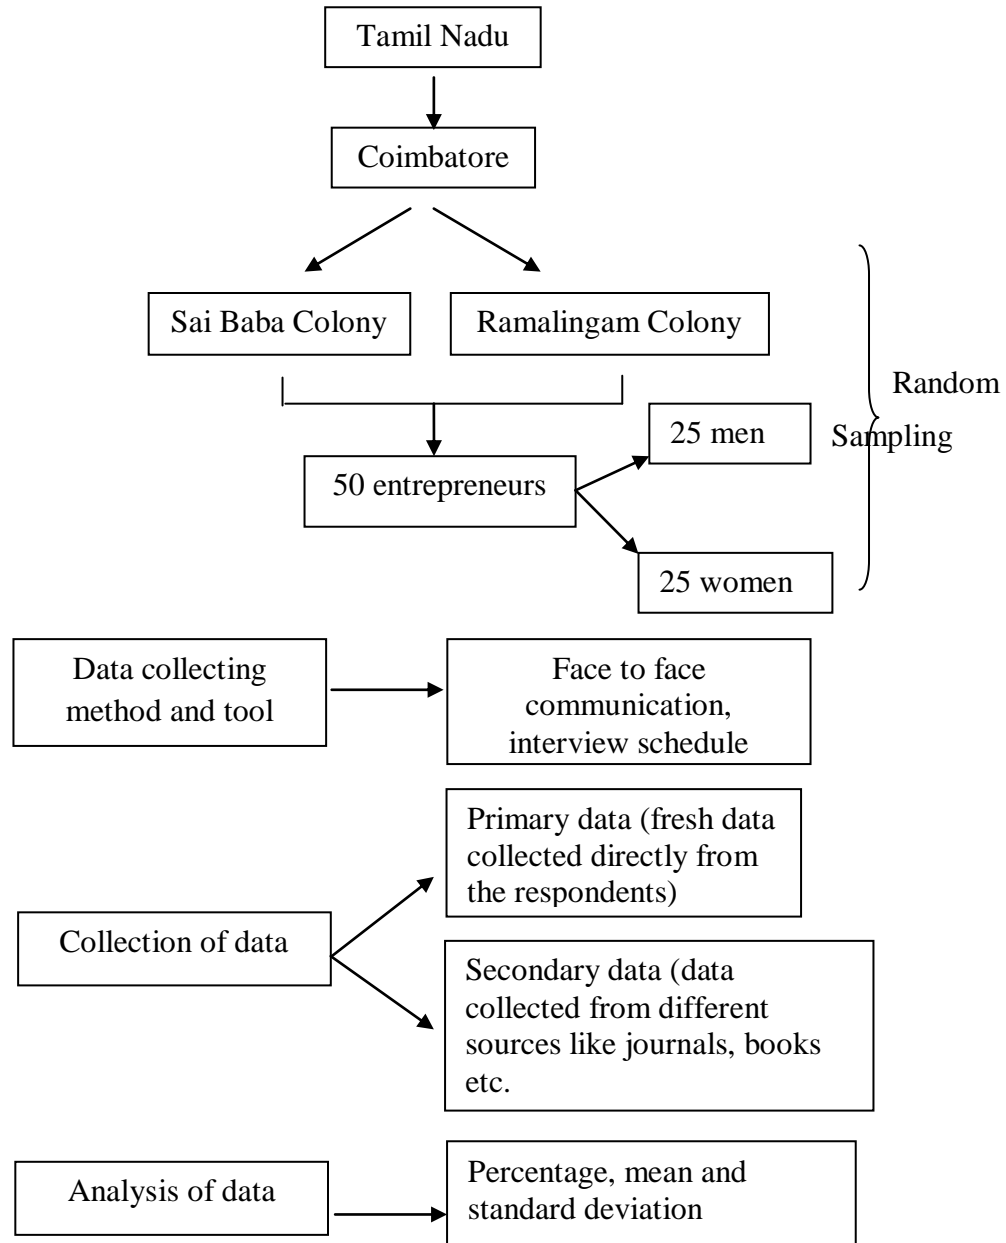 Tamil Nadu
Coimbatore
Sai Baba Colony
Ramalingam Colony
Random
Sampling
25 men
50 entrepreneurs
25 women
Data collecting
method and tool
Face to face
communication,
interview schedule
Primary data (fresh data
collected directly from
the respondents)
Collection of data
Secondary data (data
collected from different
sources like journals, books
etc.
Analysis of data
Percentage, mean and
standard deviation